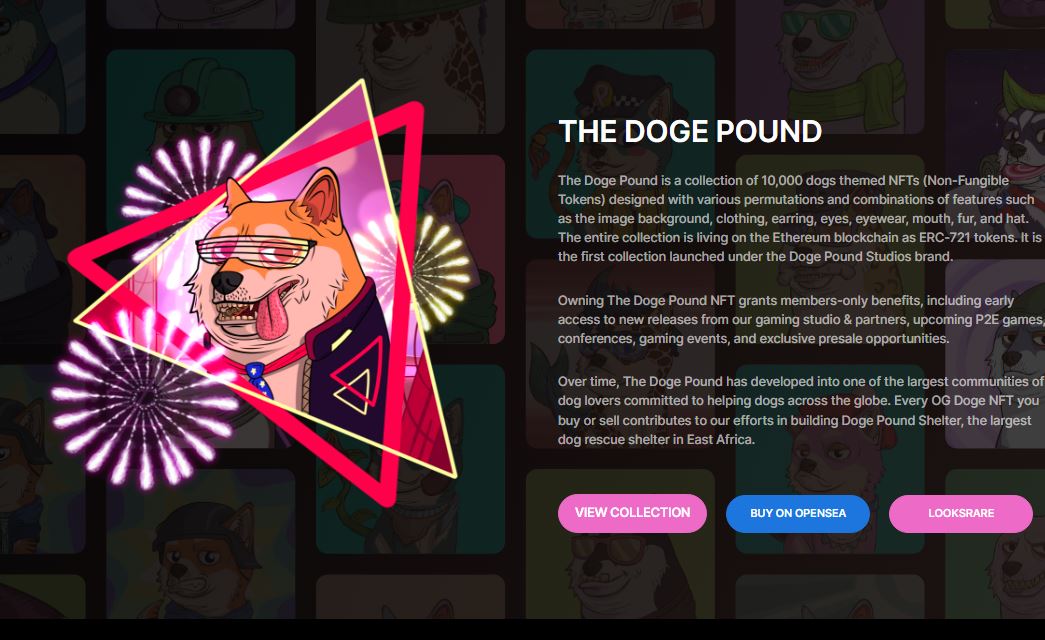 THE DOGE POUND
The Doge Pound is a collection of 10,000 dogs themed NFTs (Non-Fungible
Tokens) designed with various permutations and combinations of features such
as the image background, clothing, earring, eyes, eyewear, mouth, fur, and hat.
The entire collection is living on the Ethereum blockchain as ERC-721 tokens. It is
the first collection launched under the Doge Pound Studios brand.
Owning The Doge Pound NFT grants members-only benefits, including early
access to new releases from our gaming studio & partners, upcoming P2E games,
conferences, gaming events, and exclusive presale opportunities.
Over time, The Doge Pound has developed into one of the largest communities of
dog lovers committed to helping dogs across the globe. Every OG Doge NFT you
buy or sell contributes to our efforts in building Doge Pound Shelter, the largest
dog rescue shelter in East Africa.
VIEW COLLECTION
BUY ON OPENSEA
LOOKSRARE